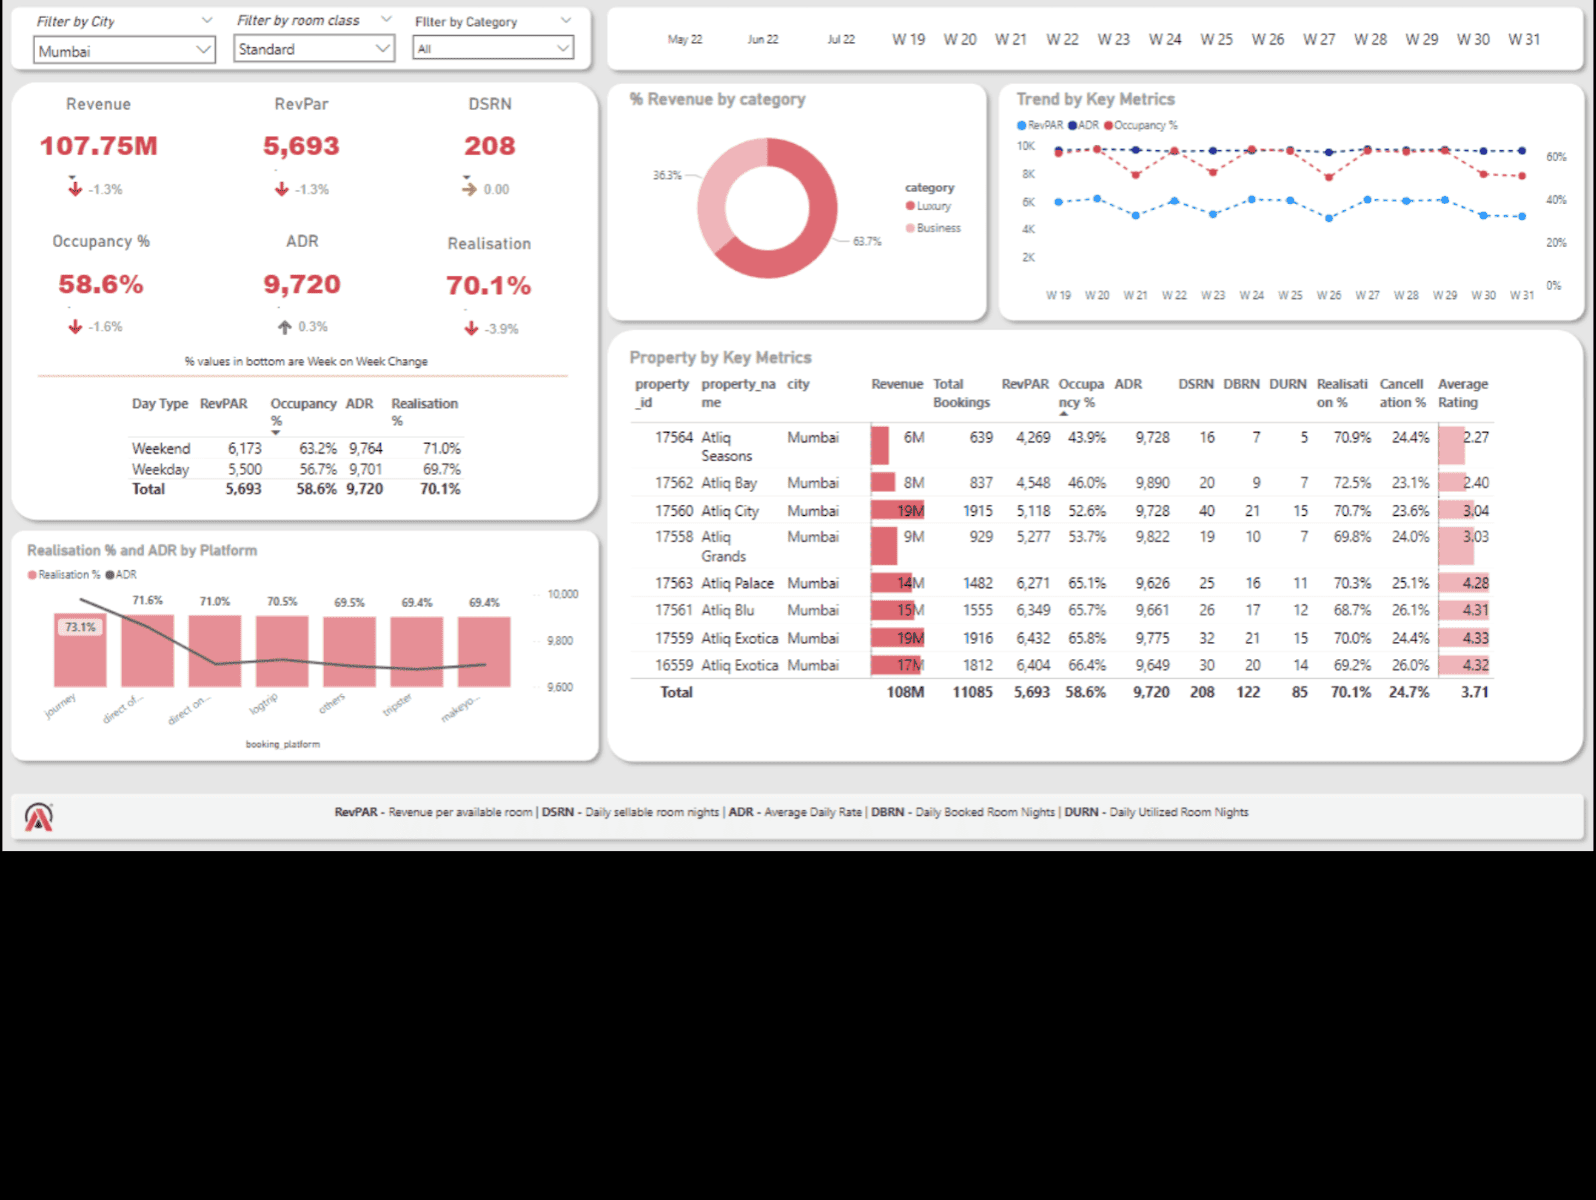 Filter by City
Filter by room class
FIlter by Category
Mumbai
Standard
All
May 22 Jun 22 Jul 22 W 19 W 20 W 21 W 22 W 23 W 24 W 25 W 26 W 27 W 28 W 29 W 30 W 31
Revenue RevPar DSRN
107.75M 5,693 208
-1.3% -1.3% 0.00
Occupancy % ADR Realisation
58.6% 9,720 70.1%
-1.6% 0.3% -3.9%
% values in bottom are Week on Week Change
Day Type RevPAR Occupancy % ADR Realisation %
Weekend 6,173 63.2% 9,764 71.0%
Weekday 5,500 56.7% 9,701 69.7%
Total 5,693 58.6% 9,720 70.1%
% Revenue by category
36.3%
63.7%
category
Luxury
Business
Trend by Key Metrics
RevPAR ADR Occupancy %
10K
8K
6K
4K
2K
60%
40%
20%
0%
W 19 W 20 W 21 W 22 W 23 W 24 W 25 W 26 W 27 W 28 W 29 W 30 W 31
Realisation % and ADR by Platform
Realisation % ADR
73.1% 71.6% 71.0% 70.5% 69.5% 69.4% 69.4%
10,000
9,800
9,600
journey direct of... direct on... logtrip others tripster makeyo...
booking_platform
Property by Key Metrics
property property_na city Revenue Total RevPAR Occupa ADR DSRN DBRN DURN Realisati Cancell Average
_id me Bookings ncy % on % ation % Rating
17564 Atliq Mumbai 6M 639 4,269 43.9% 9,728 16 7 5 70.9% 24.4% 2.27
Seasons
17562 Atliq Bay Mumbai 8M 837 4,548 46.0% 9,890 20 9 7 72.5% 23.1% 2.40
17560 Atliq City Mumbai 19M 1915 5,118 52.6% 9,728 40 21 15 70.7% 23.6% 3.04
17558 Atliq Mumbai 9M 929 5,277 53.7% 9,822 19 10 7 69.8% 24.0% 3.03
Grands
17563 Atliq Palace Mumbai 14M 1482 6,271 65.1% 9,626 25 16 11 70.3% 25.1% 4.28
17561 Atliq Blu Mumbai 15M 1555 6,349 65.7% 9,661 26 17 12 68.7% 26.1% 4.31
17559 Atliq Exotica Mumbai 19M 1916 6,432 65.8% 9,775 32 21 15 70.0% 24.4% 4.33
16559 Atliq Exotica Mumbai 17M 1812 6,404 66.4% 9,649 30 20 14 69.2% 26.0% 4.32
Total 108M 11085 5,693 58.6% 9,720 208 122 85 70.1% 24.7% 3.71
RevPAR - Revenue per available room | DSRN - Daily sellable room nights | ADR - Average Daily Rate | DBRN - Daily Booked Room Nights | DURN - Daily Utilized Room Nights